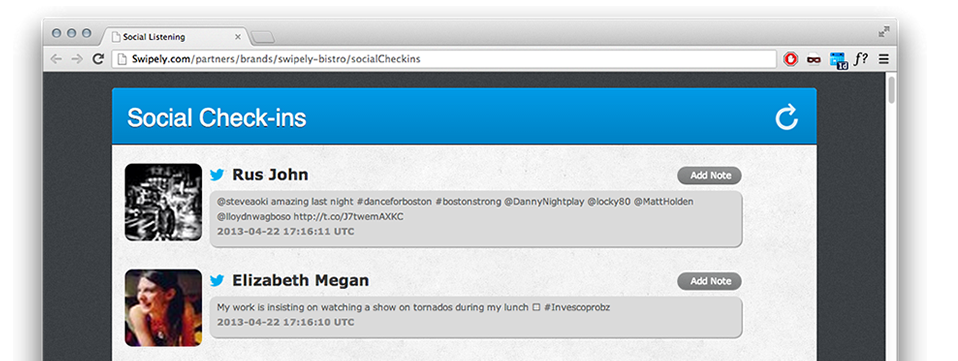 Social Listening
Swipely.com/partners/brands/swipely-bistro/socialCheckins
1d
f?
Social Check-ins
Rus John
Add Note
@steveaoki amazing last night #danceforboston #bostonstrong @DannyNightplay @locky80 @MattHolden
@lloydnwagboso http://t.co/J7twemAXKC
2013-04-22 17:16:11 UTC
Elizabeth Megan
Add Note
My work is insisting on watching a show on tornados during my lunch □ #Invescoprobz
2013-04-22 17:16:10 UTC